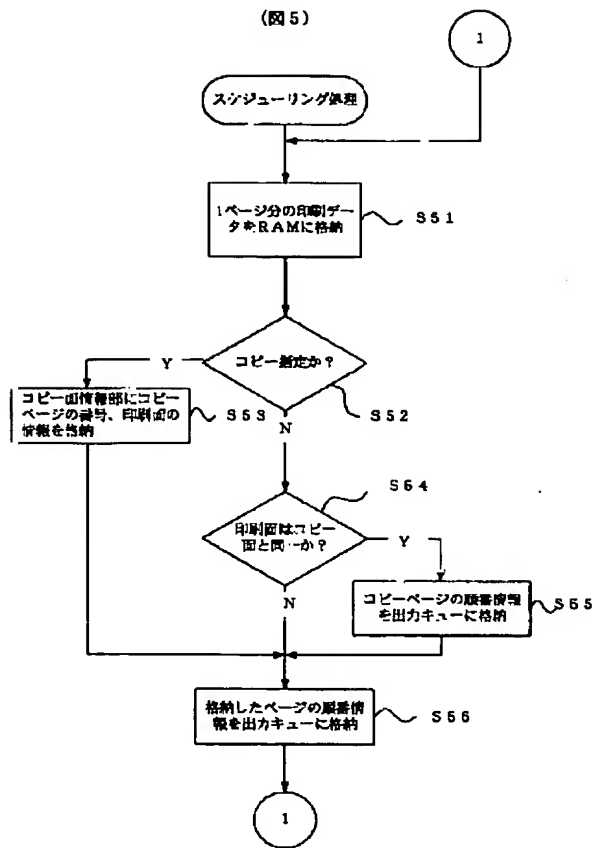 (図5)
1
スケジューリング処理
1ページ分の印刷デー
タをRAMに格納
S51
コピー指定か?
Y
S52
コピー面情報部にコピー
ページの番号、印刷面の
情報を格納
S53
N
S54
印刷面はコピー
面と同一か?
Y
コピーページの順番情報
を出力キューに格納
S55
N
格納したページの順番情
報を出力キューに格納
S56
1